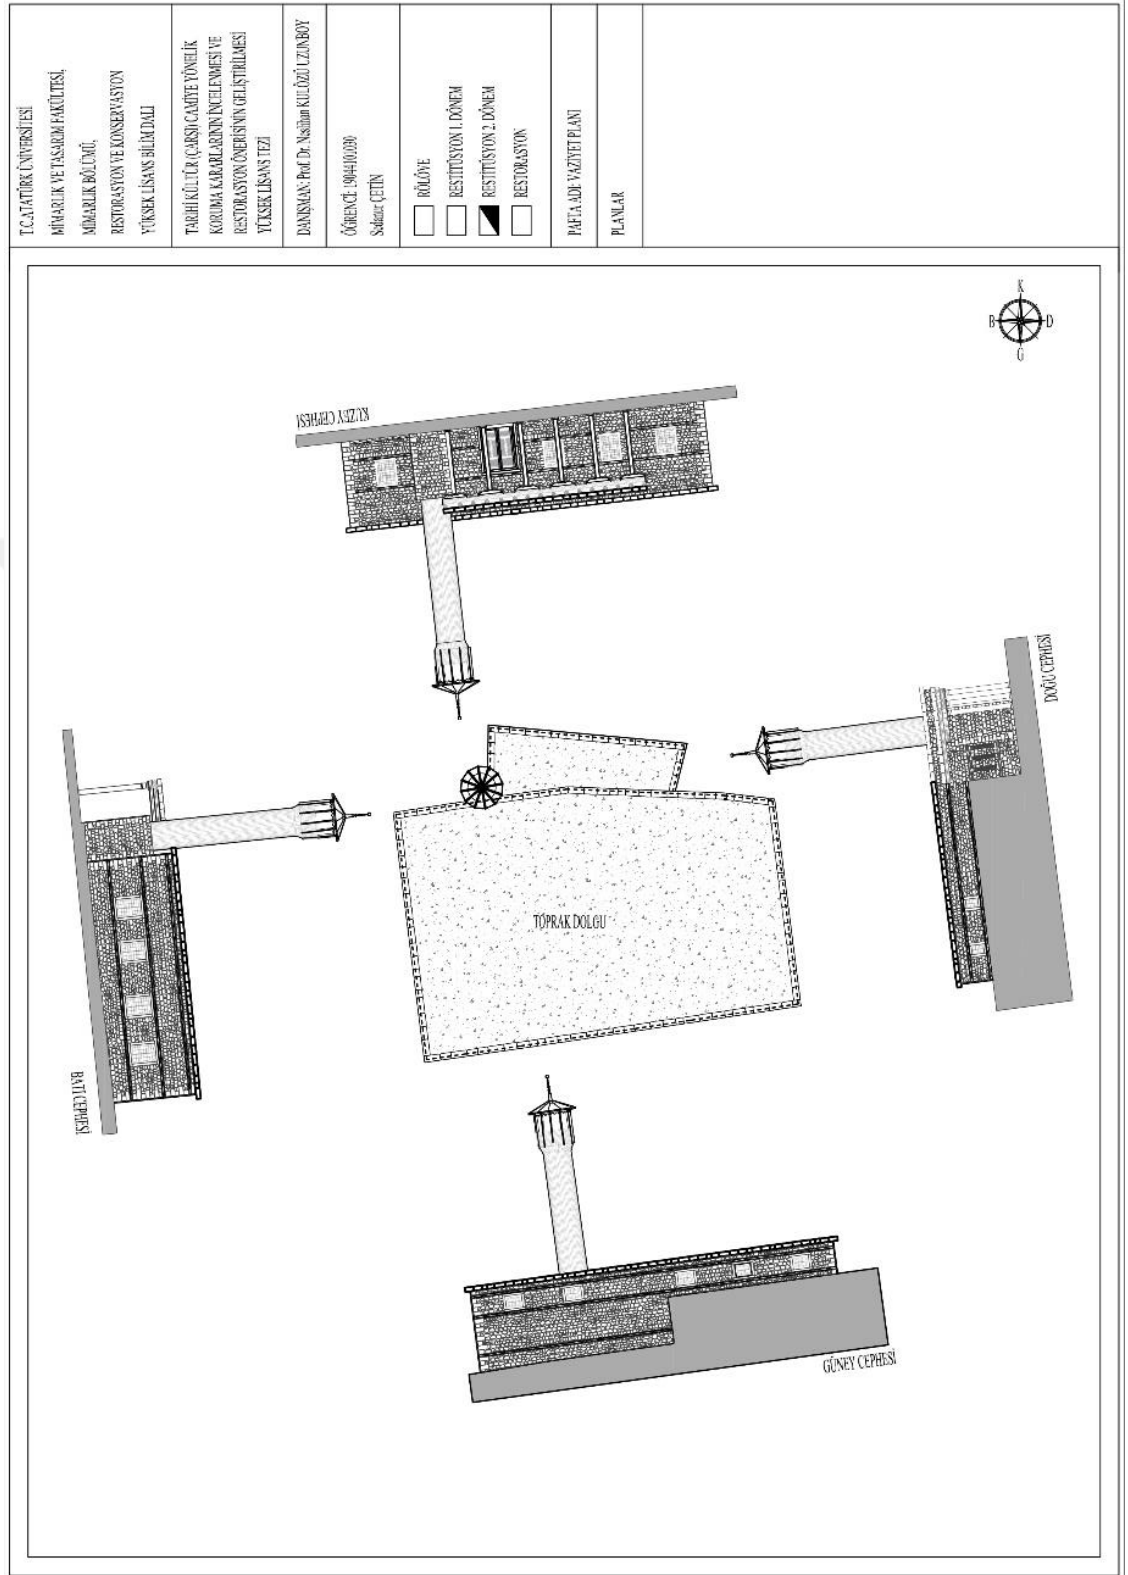 T.C. ATATÜRK ÜNİVERSİTESİ
MİMARLIK VE TASARIM FAKÜLTESİ,
MİMARLIK BÖLÜMÜ,
RESTORASYON VE KONSERVASYON
YÜKSEK LİSANS BİLİM DALI
TARİHİ KÜLTÜR (ÇARŞI) CAMİYE YÖNELİK
KORUMA KARARLARININ İNCELENMESİ VE
RESTORASYON ÖNERİSİNİN GELİŞTİRİLMESİ
YÜKSEK LİSANS TEZİ
DANIŞMAN: Prof. Dr. Neslihan KULÖZÜ UZUNBOY
ÖĞRENCİ: 19044101030
Sedanur ÇETİN
RÖLÖVE
RESTİTÜSYON 1. DÖNEM
RESTİTÜSYON 2. DÖNEM
RESTORASYON
PAFTA ADI: VAZİYET PLANI
PLANLAR
K
B
D
G
KUZEY CEPHESİ
DOĞU CEPHESİ
TOPRAK DOLGU
BATI CEPHESİ
GÜNEY CEPHESİ